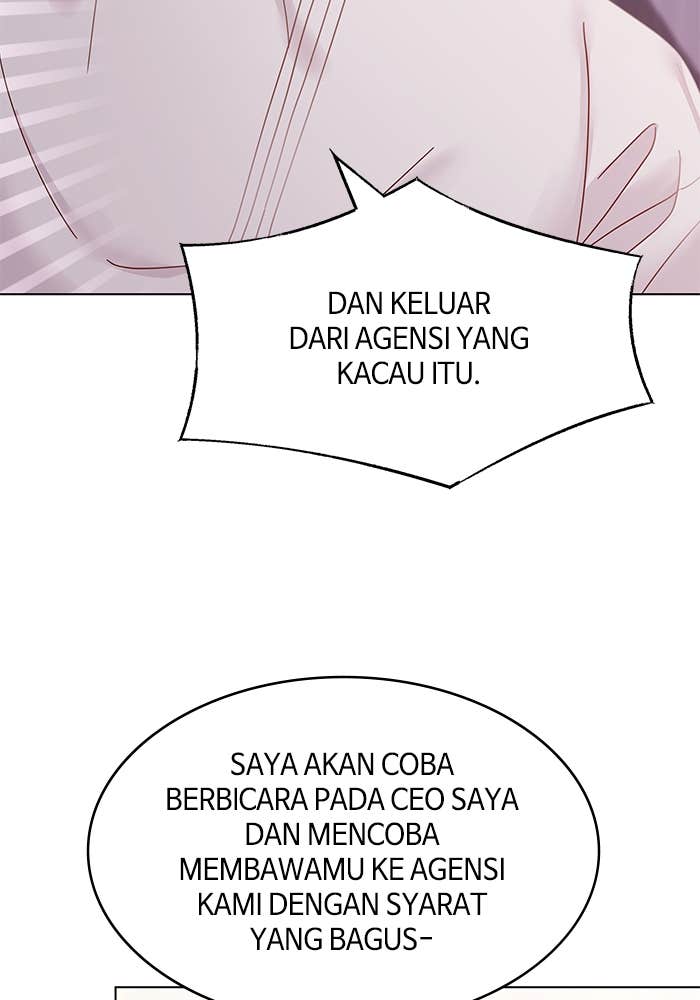 DAN KELUAR
DARI AGENSI YANG
KACAU ITU.
SAYA AKAN COBA
BERBICARA PADA CEO SAYA
DAN MENCOBA
MEMBAWAMU KE AGENSI
KAMI DENGAN SYARAT
YANG BAGUS-